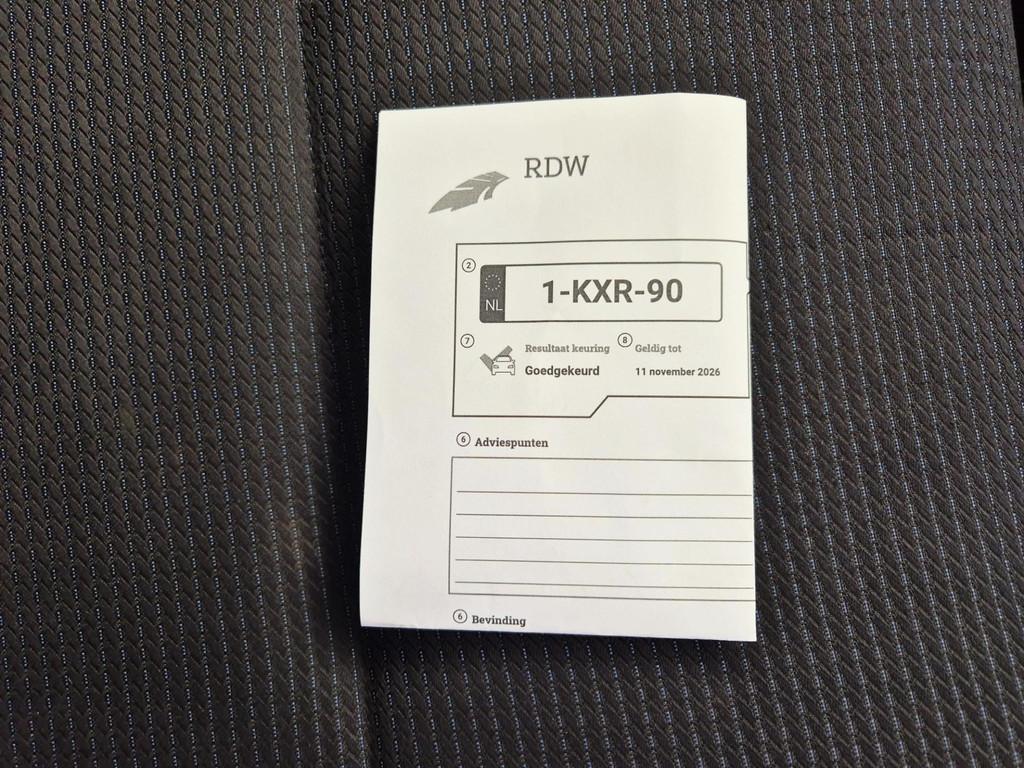 RDW
2
NL 1-KXR-90
7 Resultaat keuring 8 Geldig tot
Goedgekeurd 11 november 2026
6 Adviespunten
6 Bevinding